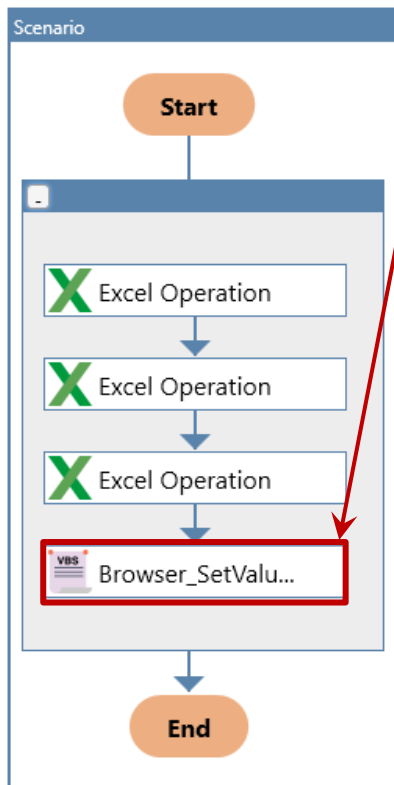 Scenario
Start
-
Excel Operation
Excel Operation
Excel Operation
VBS
Browser_SetValu...
End